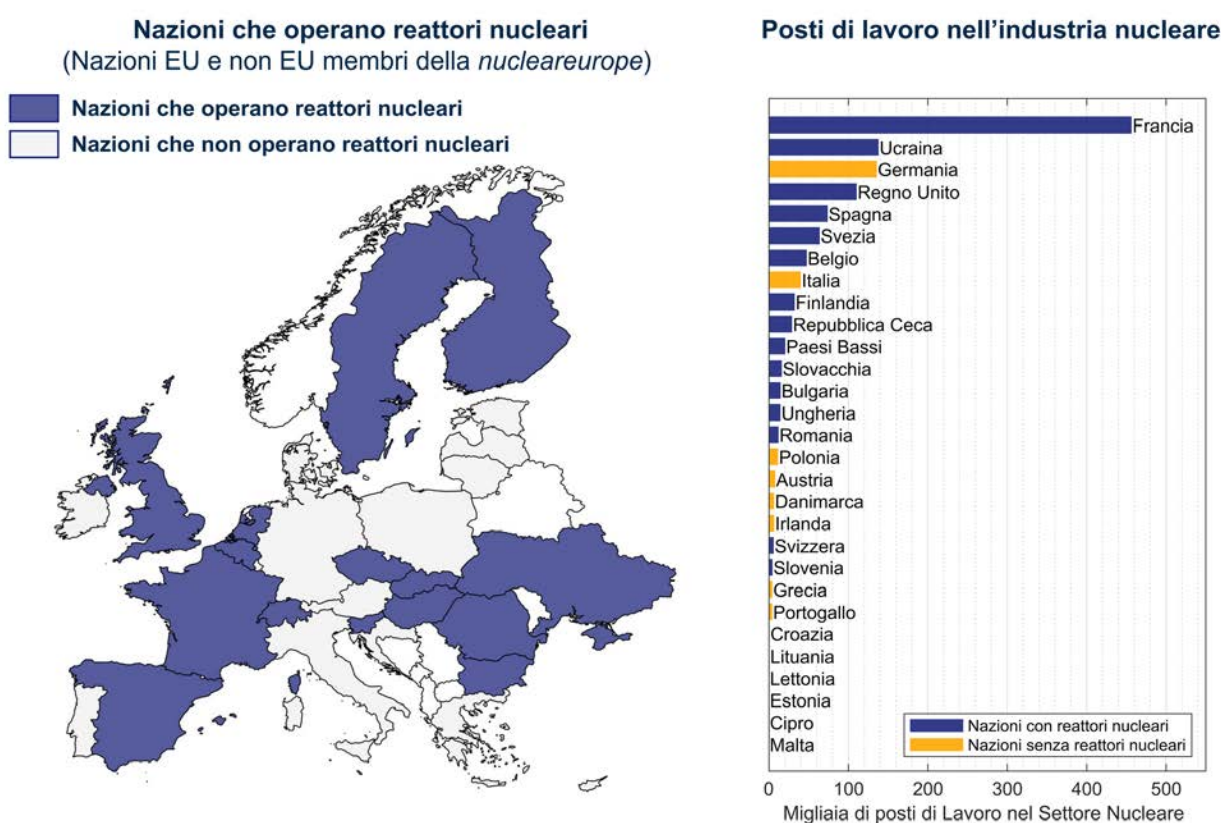 Nazioni che operano reattori nucleari
(Nazioni EU e non EU membri della nucleareurope)
Nazioni che operano reattori nucleari
Nazioni che non operano reattori nucleari
Posti di lavoro nell’industria nucleare
Francia
Ucraina
Germania
Regno Unito
Spagna
Svezia
Belgio
Italia
Finlandia
Repubblica Ceca
Paesi Bassi
Slovacchia
Bulgaria
Ungheria
Romania
Polonia
Austria
Danimarca
Irlanda
Svizzera
Slovenia
Grecia
Portogallo
Croazia
Lituania
Lettonia
Estonia
Cipro
Malta
Nazioni con reattori nucleari
Nazioni senza reattori nucleari
0 100 200 300 400 500
Migliaia di posti di Lavoro nel Settore Nucleare